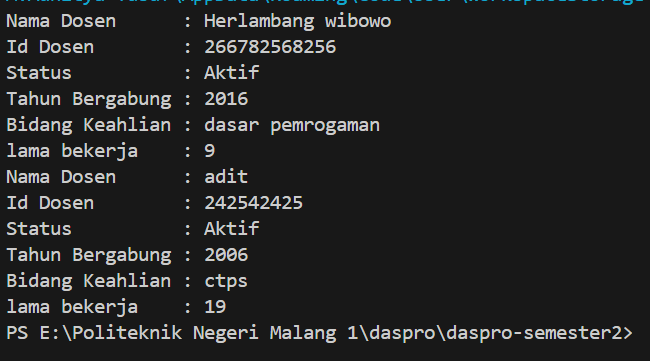 Nama Dosen       : Herlambang wibowo
Id Dosen         : 266782568256
Status           : Aktif
Tahun Bergabung : 2016
Bidang Keahlian : dasar pemrogaman
lama bekerja     : 9
Nama Dosen       : adit
Id Dosen         : 242542425
Status           : Aktif
Tahun Bergabung : 2006
Bidang Keahlian : ctps
lama bekerja     : 19
PS E:\Politeknik Negeri Malang 1\daspro\daspro-semester2>